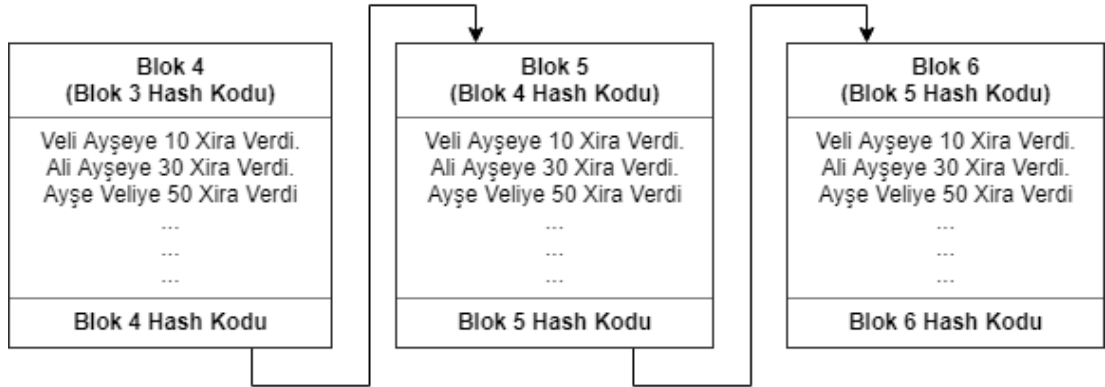 Blok 4
(Blok 3 Hash Kodu)
Veli Ayşeye 10 Xira Verdi.
Ali Ayşeye 30 Xira Verdi.
Ayşe Veliye 50 Xira Verdi
...
...
...
Blok 4 Hash Kodu
Blok 5
(Blok 4 Hash Kodu)
Veli Ayşeye 10 Xira Verdi.
Ali Ayşeye 30 Xira Verdi.
Ayşe Veliye 50 Xira Verdi
...
...
...
Blok 5 Hash Kodu
Blok 6
(Blok 5 Hash Kodu)
Veli Ayşeye 10 Xira Verdi.
Ali Ayşeye 30 Xira Verdi.
Ayşe Veliye 50 Xira Verdi
...
...
...
Blok 6 Hash Kodu